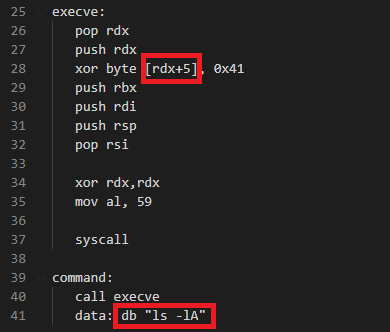 25 execve:
26 pop rdx
27 push rdx
28 xor byte [rdx+5], 0x41
29 push rbx
30 push rdi
31 push rsp
32 pop rsi
33
34 xor rdx,rdx
35 mov al, 59
36
37 syscall
38
39 command:
40 call execve
41 data: db "ls -lA"